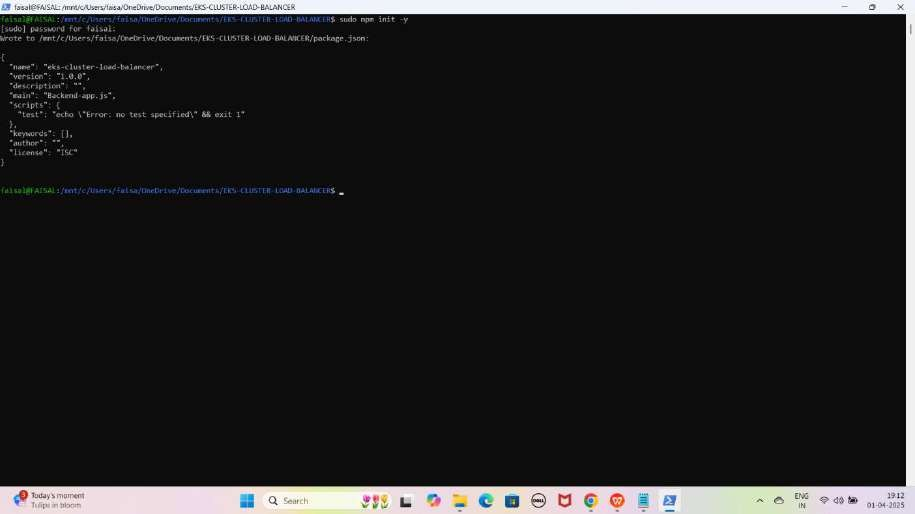 faisal@FAISAL: /mnt/c/Users/faisa/OneDrive/Documents/EKS-CLUSTER-LOAD-BALANCER
faisal@FAISAL:/mnt/c/Users/faisa/OneDrive/Documents/EKS-CLUSTER-LOAD-BALANCER$ sudo npm init -y
[sudo] password for faisal:
Wrote to /mnt/c/Users/faisa/OneDrive/Documents/EKS-CLUSTER-LOAD-BALANCER/package.json:
{
  "name": "eks-cluster-load-balancer",
  "version": "1.0.0",
  "description": "",
  "main": "Backend-app.js",
  "scripts": {
    "test": "echo \"Error: no test specified\" && exit 1"
  },
  "keywords": [],
  "author": "",
  "license": "ISC"
}
faisal@FAISAL:/mnt/c/Users/faisa/OneDrive/Documents/EKS-CLUSTER-LOAD-BALANCER$ _
3
Today's moment
Tulips in bloom
Search
DELL
W
ENG
IN
19:12
01-04-2025